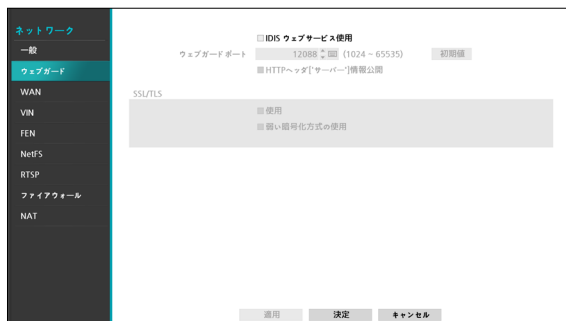 ネットワーク
一般
ウェブガード
WAN
VIN
FEN
NetFS
RTSP
ファイアウォール
NAT
IDIS ウェブサービス使用
ウェブガードポート 12088 (1024 ~ 65535) 初期値
HTTPヘッダ['サーバー']情報公開
SSL/TLS
使用
弱い暗号化方式の使用
適用 決定 キャンセル